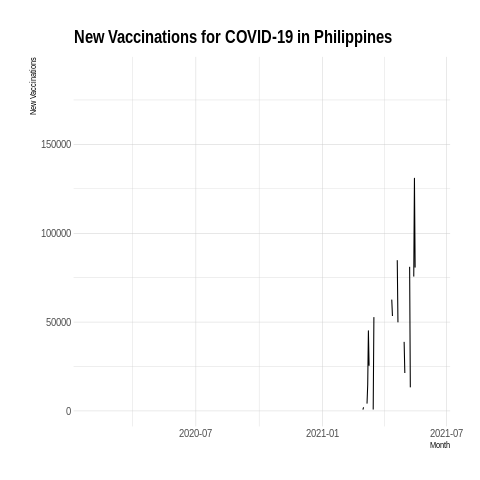 New Vaccinations for COVID-19 in Philippines
New Vaccinations
150000
100000
50000
0
2020-07
2021-01
2021-07
Month